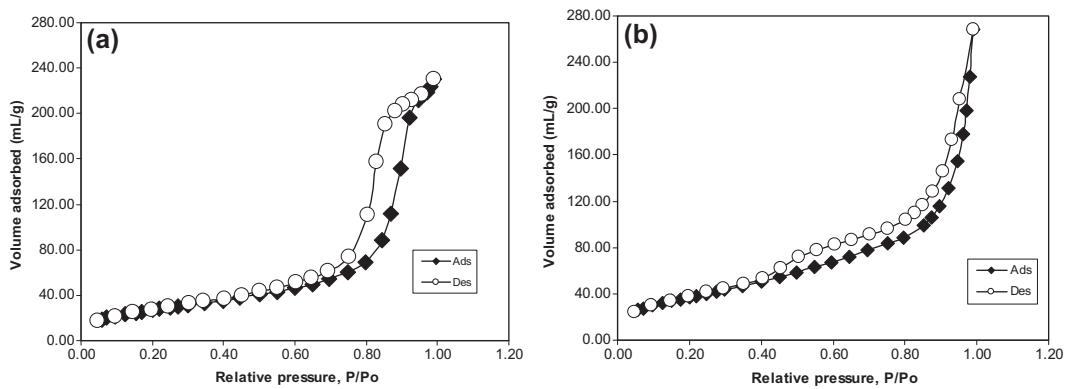 (a)
280.00
240.00
200.00
160.00
120.00
80.00
40.00
0.00
0.00 0.20 0.40 0.60 0.80 1.00 1.20
Volume adsorbed (mL/g)
Relative pressure, P/Po
Ads
Des
(b)
280.00
240.00
200.00
160.00
120.00
80.00
40.00
0.00
0.00 0.20 0.40 0.60 0.80 1.00 1.20
Volume adsorbed (mL/g)
Relative pressure, P/Po
Ads
Des